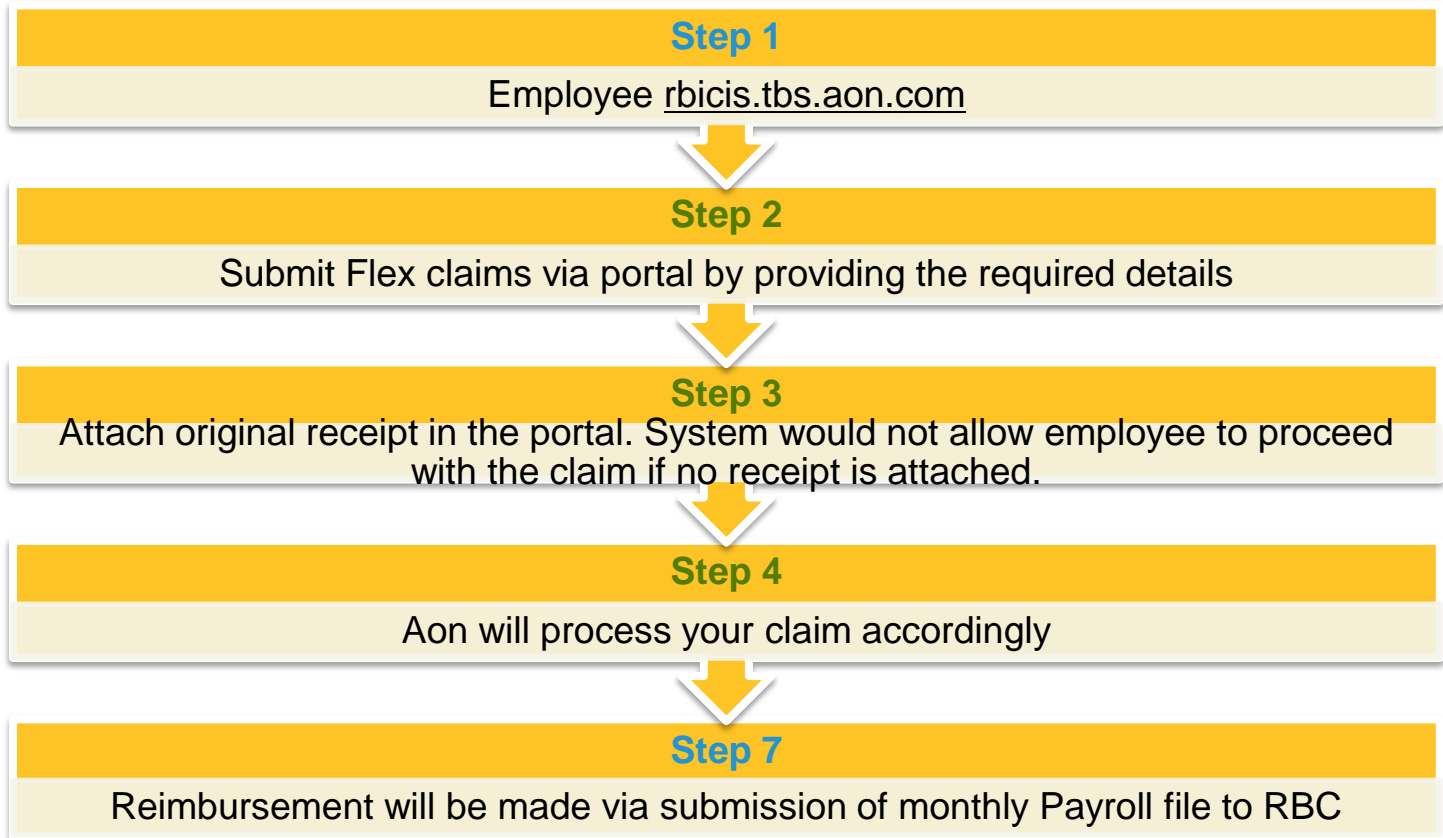 Step 1
Employee rbicis.tbs.aon.com
Step 2
Submit Flex claims via portal by providing the required details
Step 3
Attach original receipt in the portal. System would not allow employee to proceed
with the claim if no receipt is attached.
Step 4
Aon will process your claim accordingly
Step 7
Reimbursement will be made via submission of monthly Payroll file to RBC